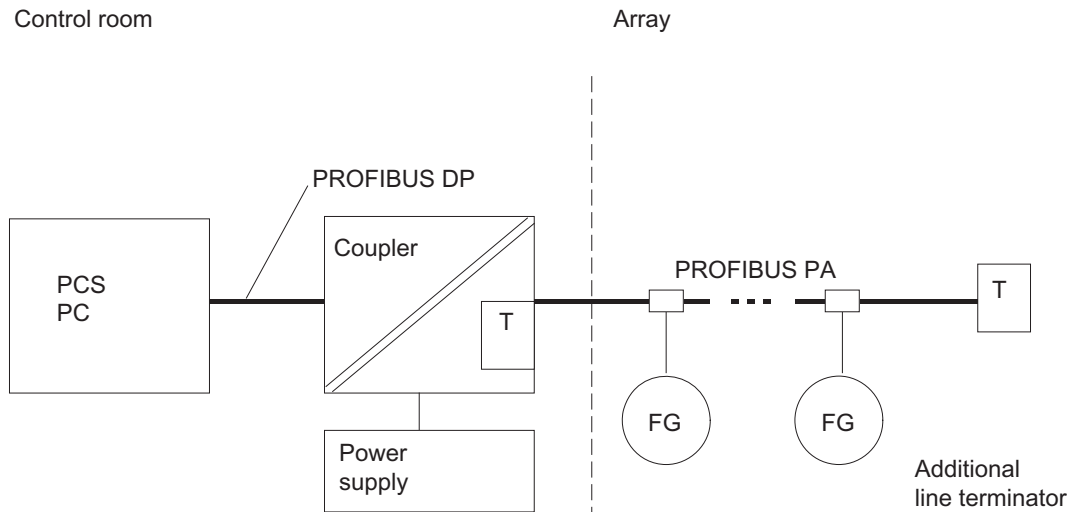 Control room
Array
PROFIBUS DP
Coupler
PCS
PC
T
PROFIBUS PA
T
FG
FG
Power
supply
Additional
line terminator